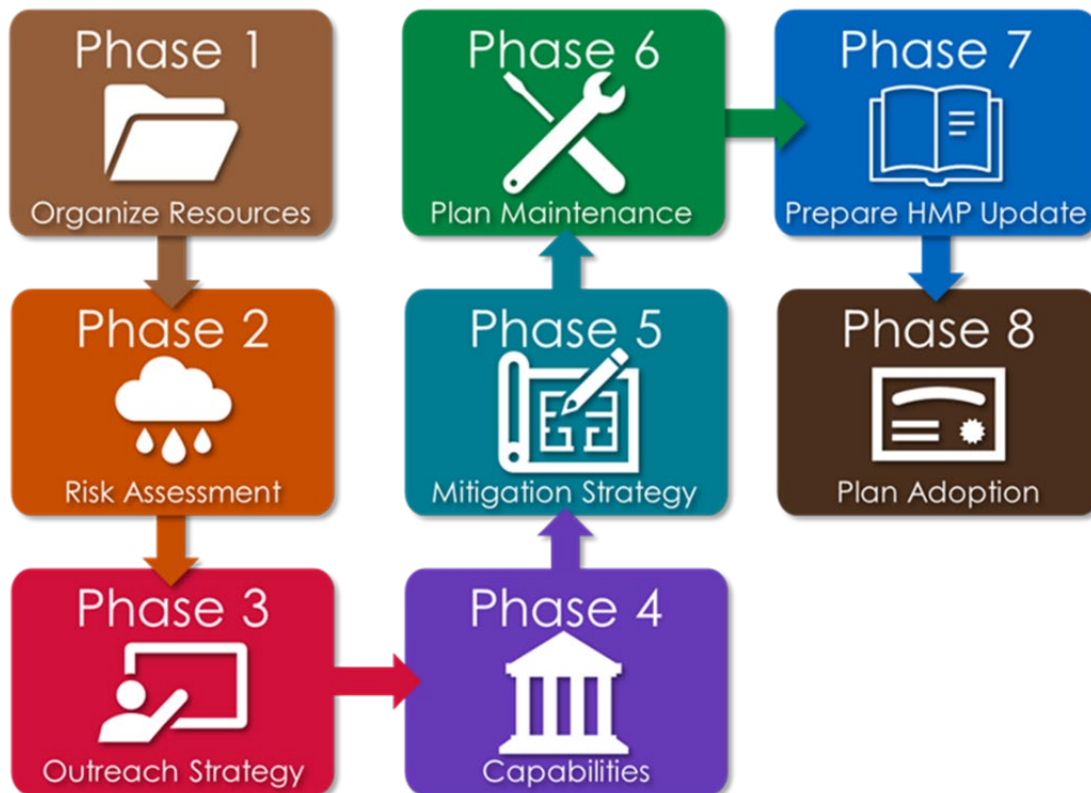 Phase 1
Organize Resources
Phase 2
Risk Assessment
Phase 3
Outreach Strategy
Phase 4
Capabilities
Phase 5
Mitigation Strategy
Phase 6
Plan Maintenance
Phase 7
Prepare HMP Update
Phase 8
Plan Adoption